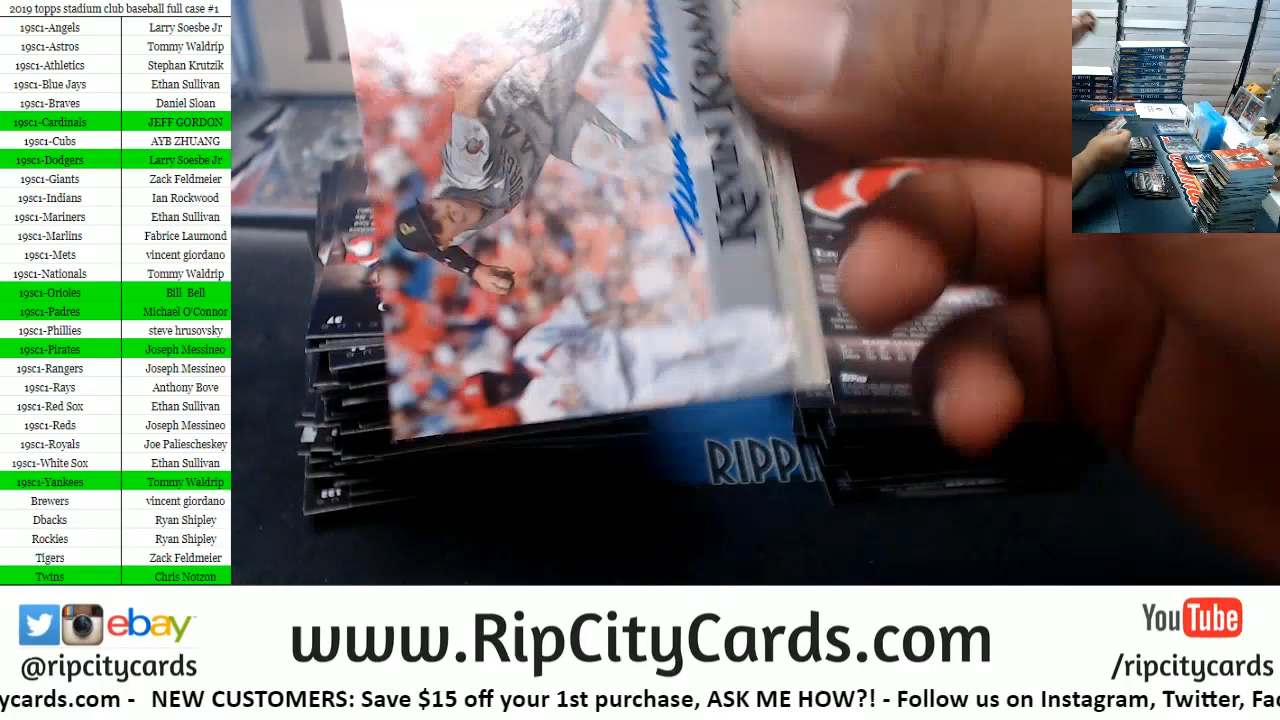 2019 topps stadium club baseball full case #1
19sc1-Angels Larry Soesbe Jr
19sc1-Astros Tommy Waldrip
19sc1-Athletics Stephan Krutzik
19sc1-Blue Jays Ethan Sullivan
19sc1-Braves Daniel Sloan
19sc1-Cardinals JEFF GORDON
19sc1-Cubs AYB ZHUANG
19sc1-Dodgers Larry Soesbe Jr
19sc1-Giants Zack Feldmeier
19sc1-Indians Ian Rockwood
19sc1-Mariners Ethan Sullivan
19sc1-Marlins Fabrice Laumond
19sc1-Mets vincent giordano
19sc1-Nationals Tommy Waldrip
19sc1-Orioles Bill Bell
19sc1-Padres Michael O'Connor
19sc1-Phillies steve hrusovsky
19sc1-Pirates Joseph Messineo
19sc1-Rangers Joseph Messineo
19sc1-Rays Anthony Bove
19sc1-Red Sox Ethan Sullivan
19sc1-Reds Joseph Messineo
19sc1-Royals Joe Paliescheskey
19sc1-White Sox Ethan Sullivan
19sc1-Yankees Tommy Waldrip
Brewers vincent giordano
Dbacks Ryan Shipley
Rockies Ryan Shipley
Tigers Zack Feldmeier
Twins Chris Notzon
KEVIN
RIPPI
ebay
@ripcitycards
www.RipCityCards.com
YouTube
/ripcitycards
ycards.com - NEW CUSTOMERS: Save $15 off your 1st purchase, ASK ME HOW?! - Follow us on Instagram, Twitter, Fac